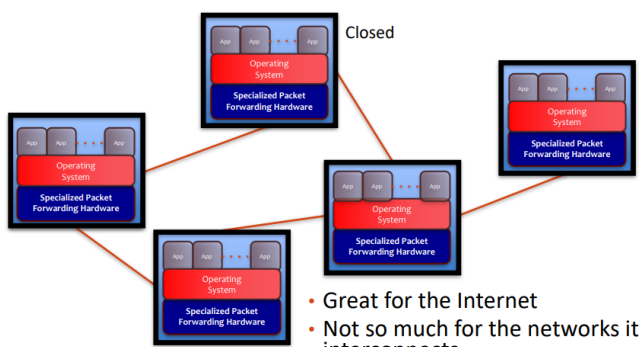 App App App
Operating
System
Specialized Packet
Forwarding Hardware
Closed
App App App
Operating
System
Specialized Packet
Forwarding Hardware
App App App
Operating
System
Specialized Packet
Forwarding Hardware
App App App
Operating
System
Specialized Packet
Forwarding Hardware
App App App
Operating
System
Specialized Packet
Forwarding Hardware
• Great for the Internet
• Not so much for the networks it
interconnects